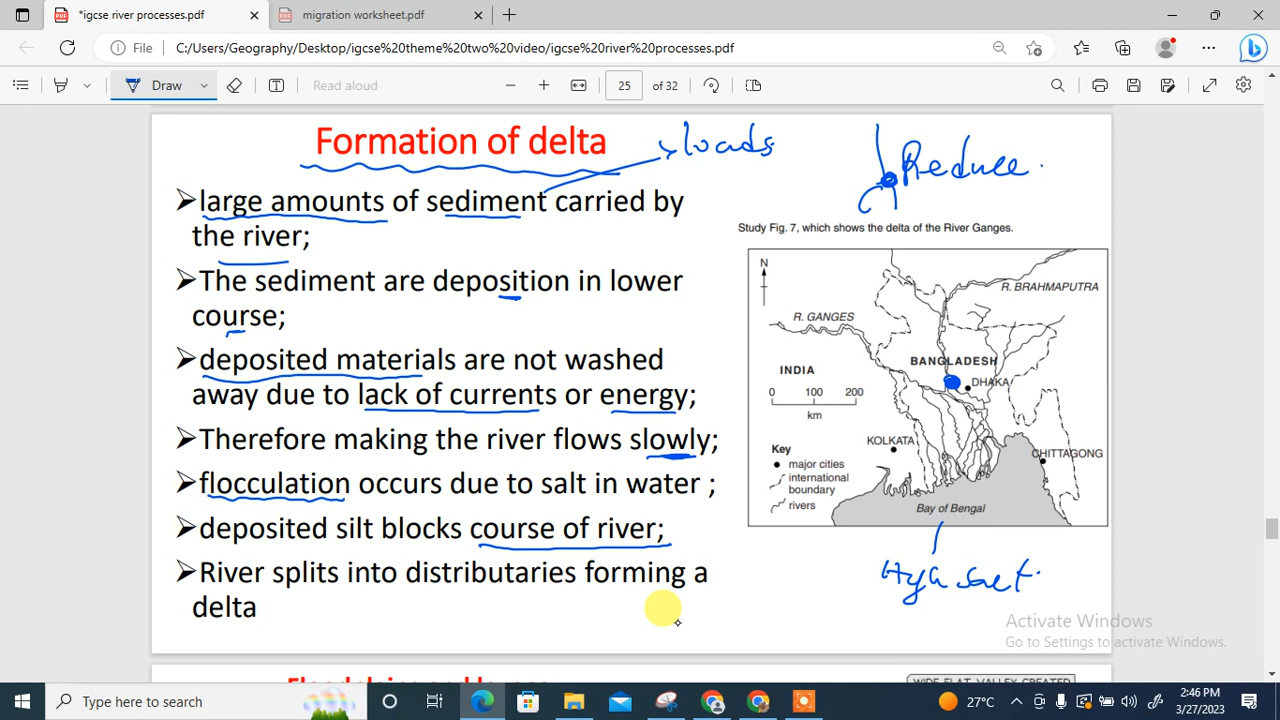 *igcse river processes.pdf
migration worksheet.pdf
File C:/Users/Geography/Desktop/igcse%20theme%20two%20video/igcse%20river%20processes.pdf
Draw Read aloud 25 of 32
Formation of delta
loads
Reduce.
➢large amounts of sediment carried by
the river;
➢The sediment are deposition in lower
course;
➢deposited materials are not washed
away due to lack of currents or energy;
➢Therefore making the river flows slowly;
➢flocculation occurs due to salt in water ;
➢deposited silt blocks course of river;
➢River splits into distributaries forming a
delta
Study Fig. 7, which shows the delta of the River Ganges.
N
R. BRAHMAPUTRA
R. GANGES
BANGLADESH
INDIA
DHAKA
0 100 200
km
KOLKATA
CHITTAGONG
Key
major cities
international
boundary
rivers
Bay of Bengal
High salt.
Activate Windows
Go to Settings to activate Windows.
Type here to search
27°C
2:46 PM
3/27/2023